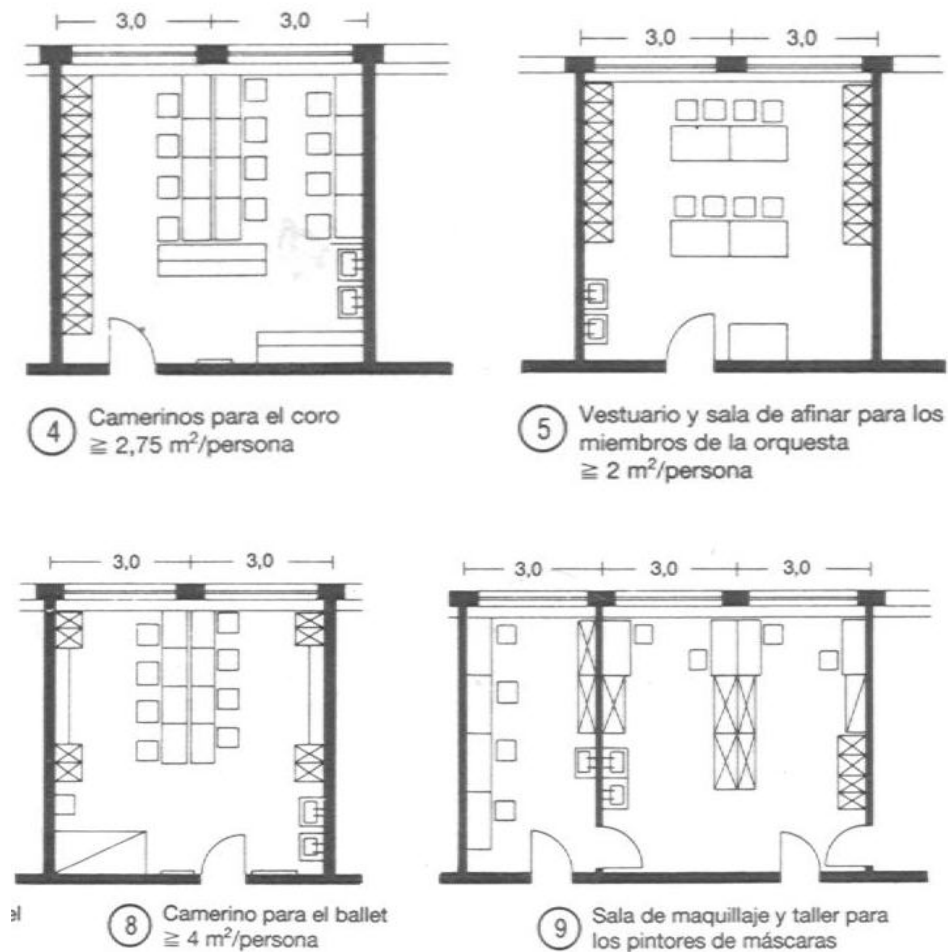 3,0 3,0
3,0 3,0
4 Camerinos para el coro
≧ 2,75 m²/persona
5 Vestuario y sala de afinar para los
miembros de la orquesta
≧ 2 m²/persona
3,0 3,0
3,0 3,0 3,0
el
8 Camerino para el ballet
≧ 4 m²/persona
9 Sala de maquillaje y taller para
los pintores de máscaras